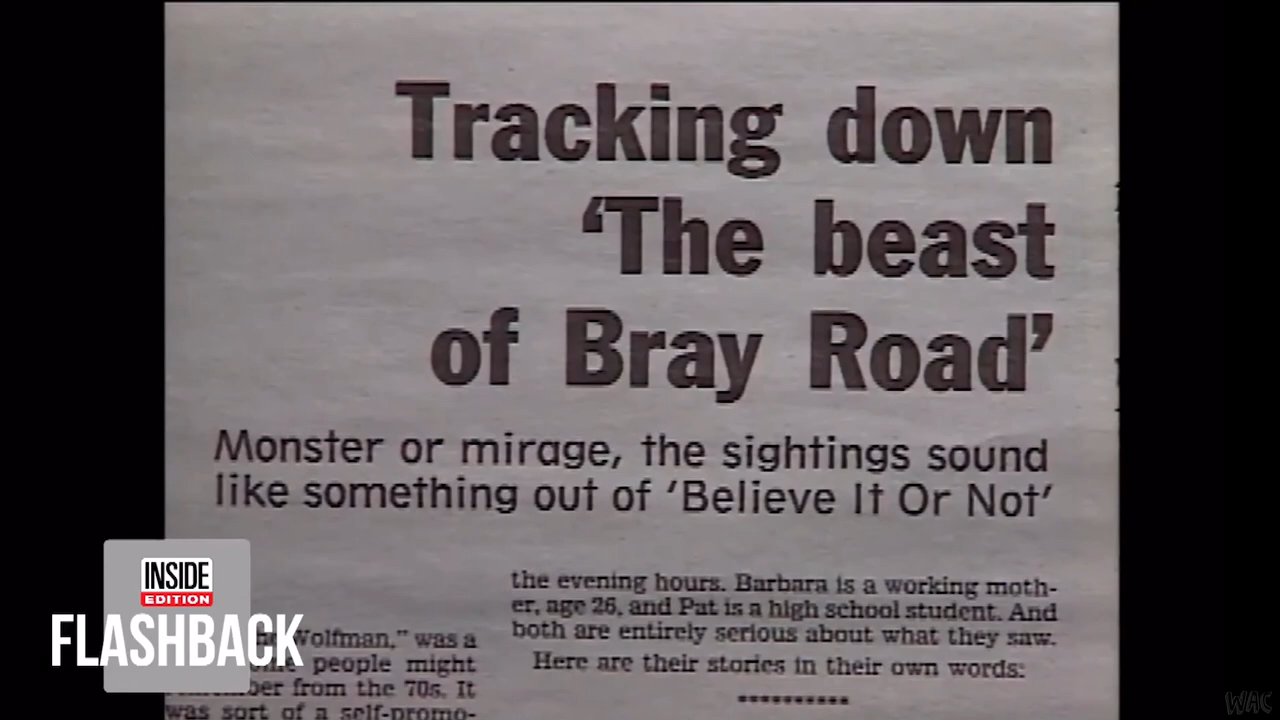 Tracking down
‘The beast
of Bray Road’
Monster or mirage, the sightings sound
like something out of ‘Believe It Or Not’
Wolfman,” was a
people might
from the 70s. It
was sort of a self-promo-
the evening hours. Barbara is a working moth-
er, age 26, and Pat is a high school student. And
both are entirely serious about what they saw.
Here are their stories in their own words:
**********
INSIDE
EDITION
FLASHBACK
WAC